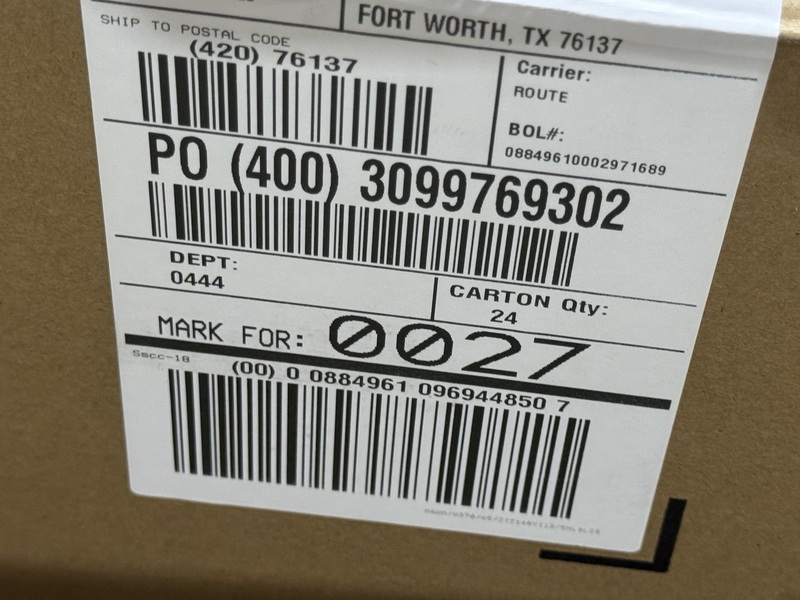 FORT WORTH, TX 76137
SHIP TO POSTAL CODE
(420) 76137
Carrier:
ROUTE
BOL#:
08849610002971689
PO (400) 3099769302
DEPT:
0444
CARTON Qty:
24
MARK FOR: 0027
Sscc-18
(00) 0 0884961 096944850 7